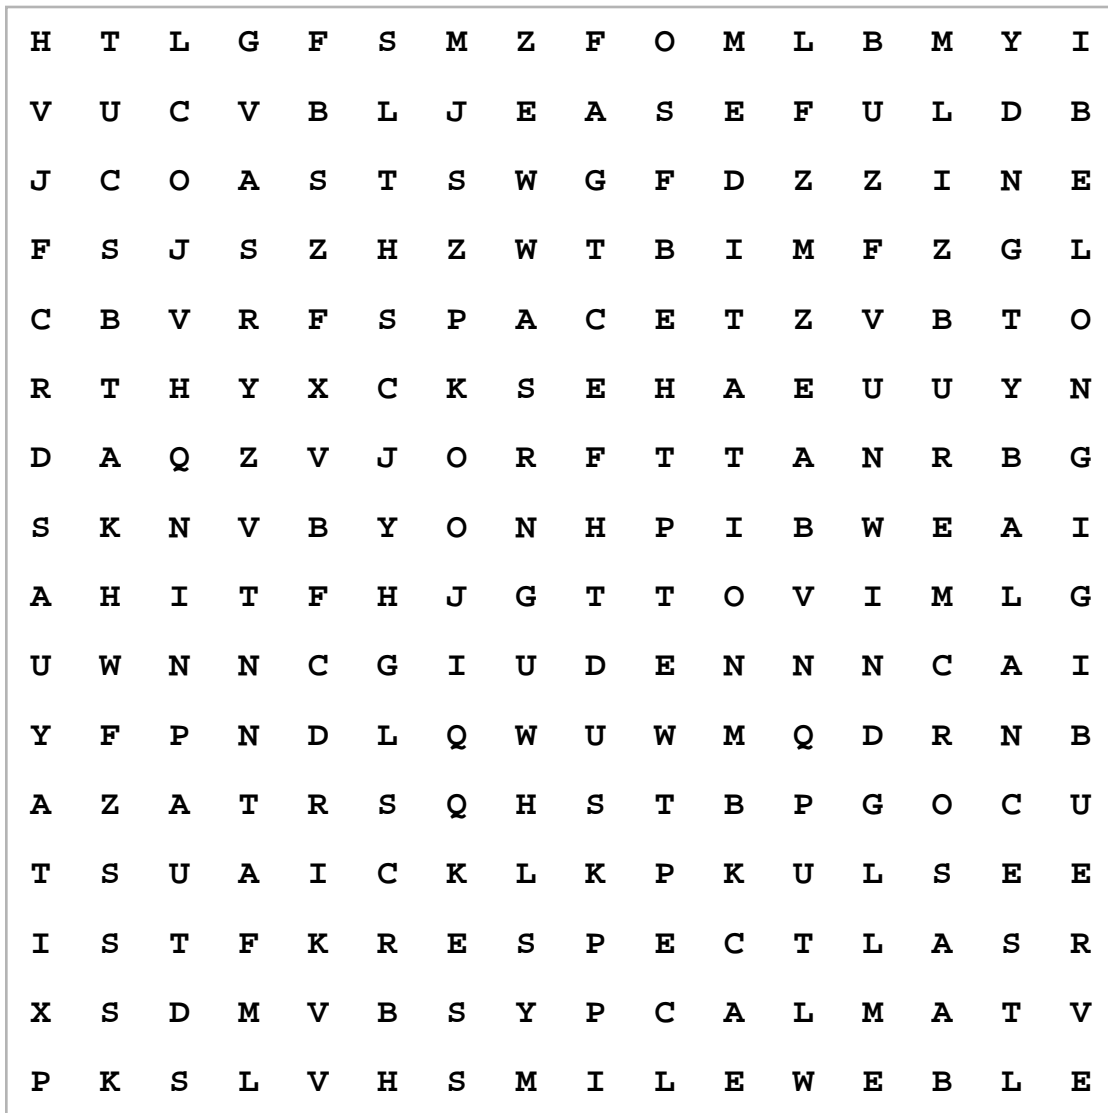 H T L G F S M Z F O M L B M Y I
V U C V B L J E A S E F U L D B
J C O A S T S W G F D Z Z I N E
F S J S Z H Z W T B I M F Z G L
C B V R F S P A C E T Z V B T O
R T H Y X C K S E H A E U U Y N
D A Q Z V J O R F T T A N R B G
S K N V B Y O N H P I B W E A I
A H I T F H J G T T O V I M L G
U W N N C G I U D E N N N C A I
Y F P N D L Q W U W M Q D R N B
A Z A T R S Q H S T B P G O C U
T S U A I C K L K P K U L S E E
I S T F K R E S P E C T L A S R
X S D M V B S Y P C A L M A T V
P K S L V H S M I L E W E B L E